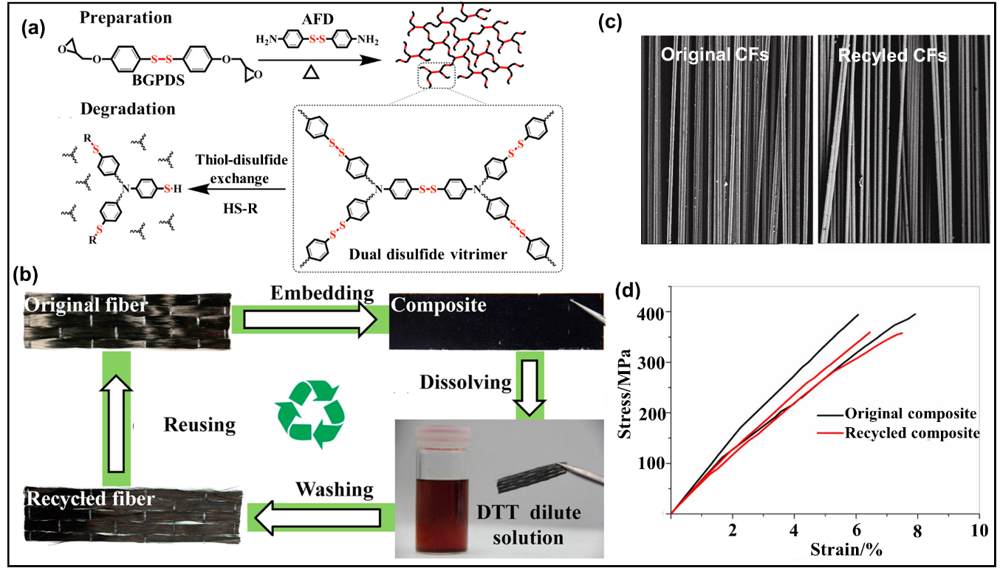 (a)
Preparation
AFD
H₂N
S-S
NH₂
O
O
S-S
O
O
BGPDS
△
Degradation
R
S
N
S·H
S
R
Thiol-disulfide
exchange
HS-R
S
S
S
S
N
S-S
N
S
S
S
S
Dual disulfide vitrimer
(b)
Original fiber
Embedding
Composite
Dissolving
DTT dilute
solution
Washing
Recycled fiber
Reusing
(c)
Original CFs
Recyled CFs
(d)
Stress/MPa
400
300
200
100
2
4
6
8
10
Strain/%
Original composite
Recycled composite